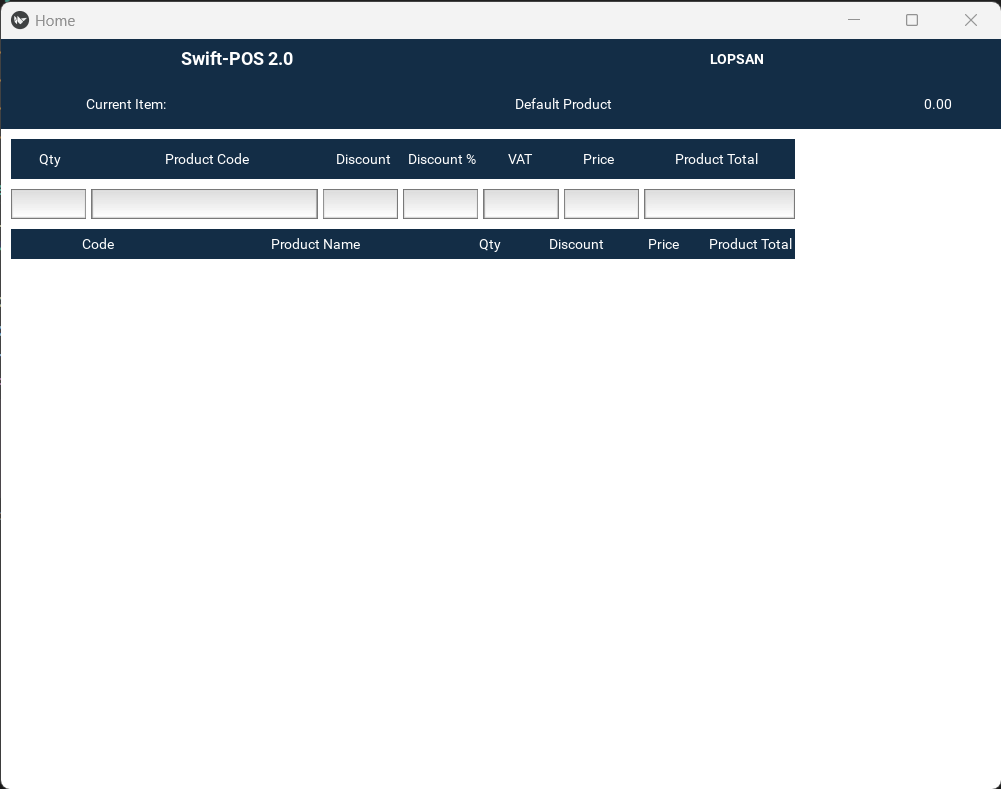 Home
Swift-POS 2.0 LOPSAN
Current Item: Default Product 0.00
Qty Product Code Discount Discount % VAT Price Product Total
Code Product Name Qty Discount Price Product Total